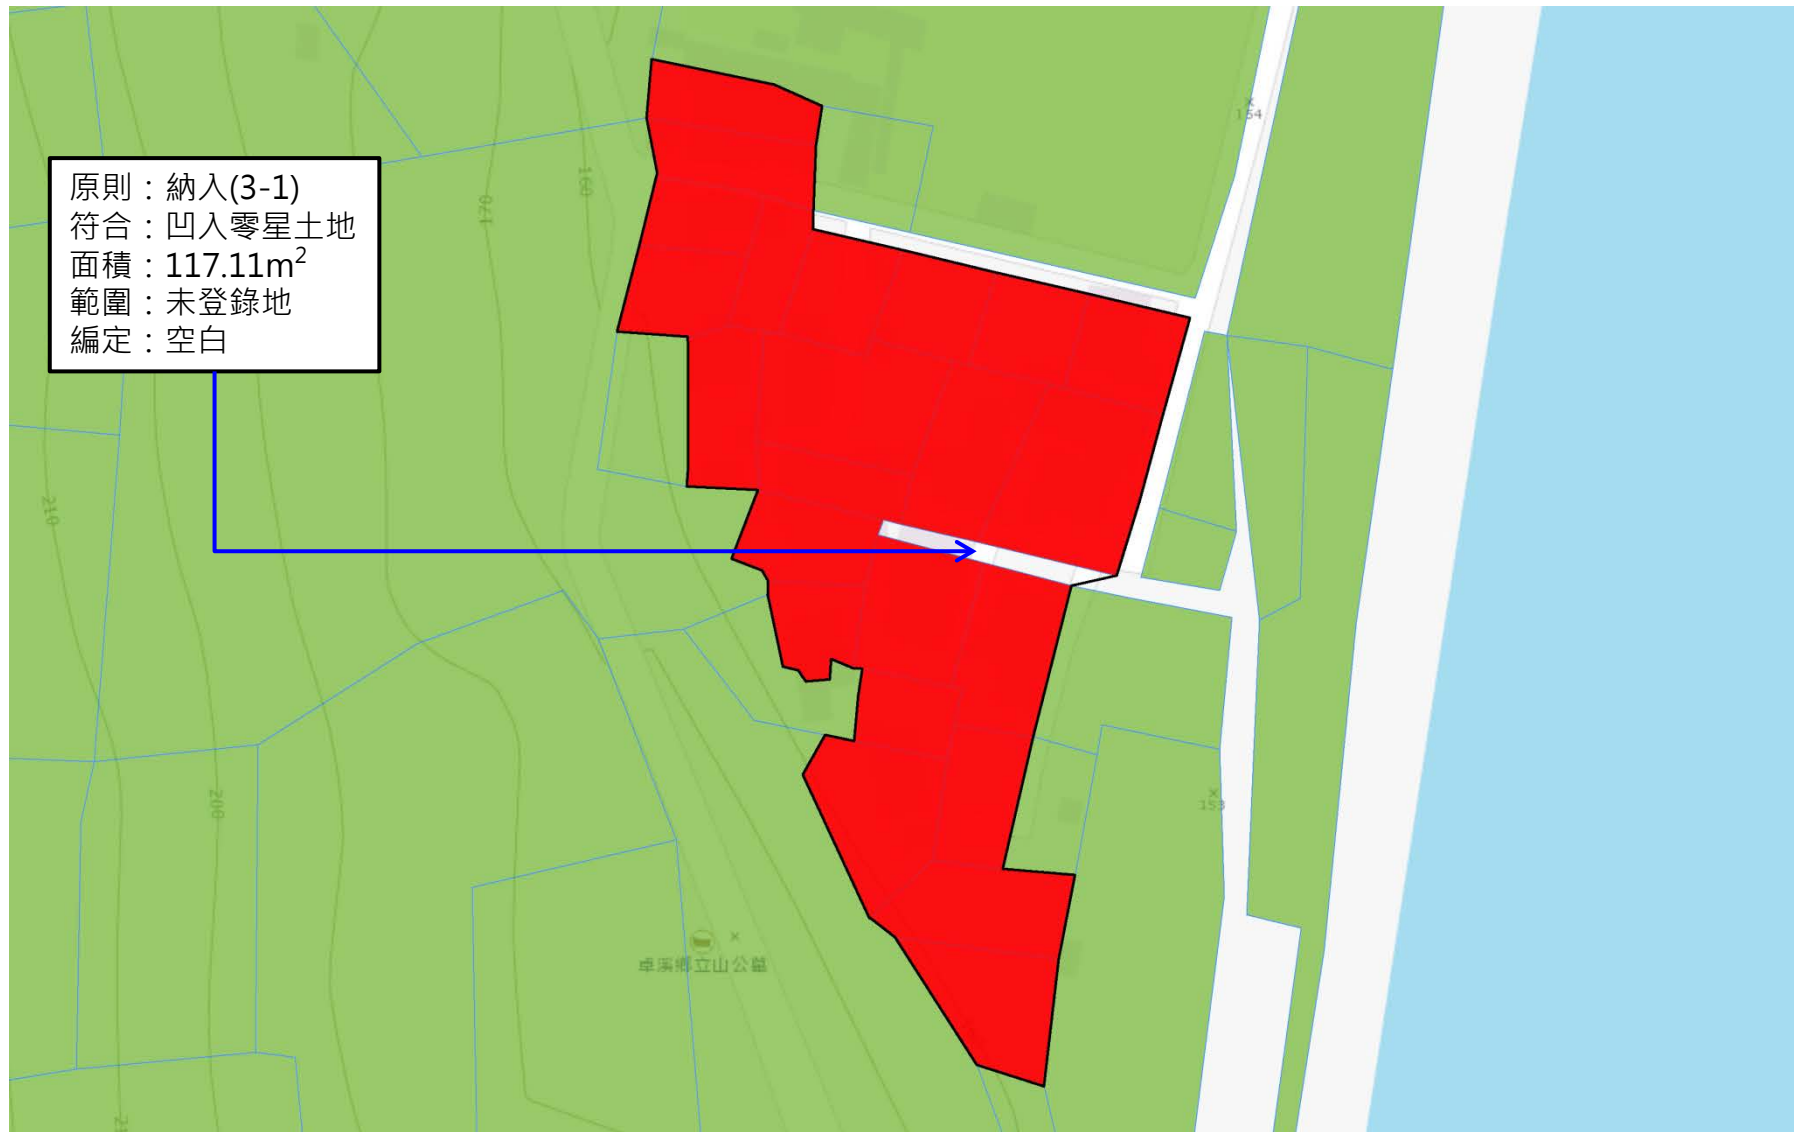 154
原則：納入(3-1)
符合：凹入零星土地
面積：117.11m²
範圍：未登錄地
編定：空白
160
170
210
200
153
卓溪鄉立山公墓